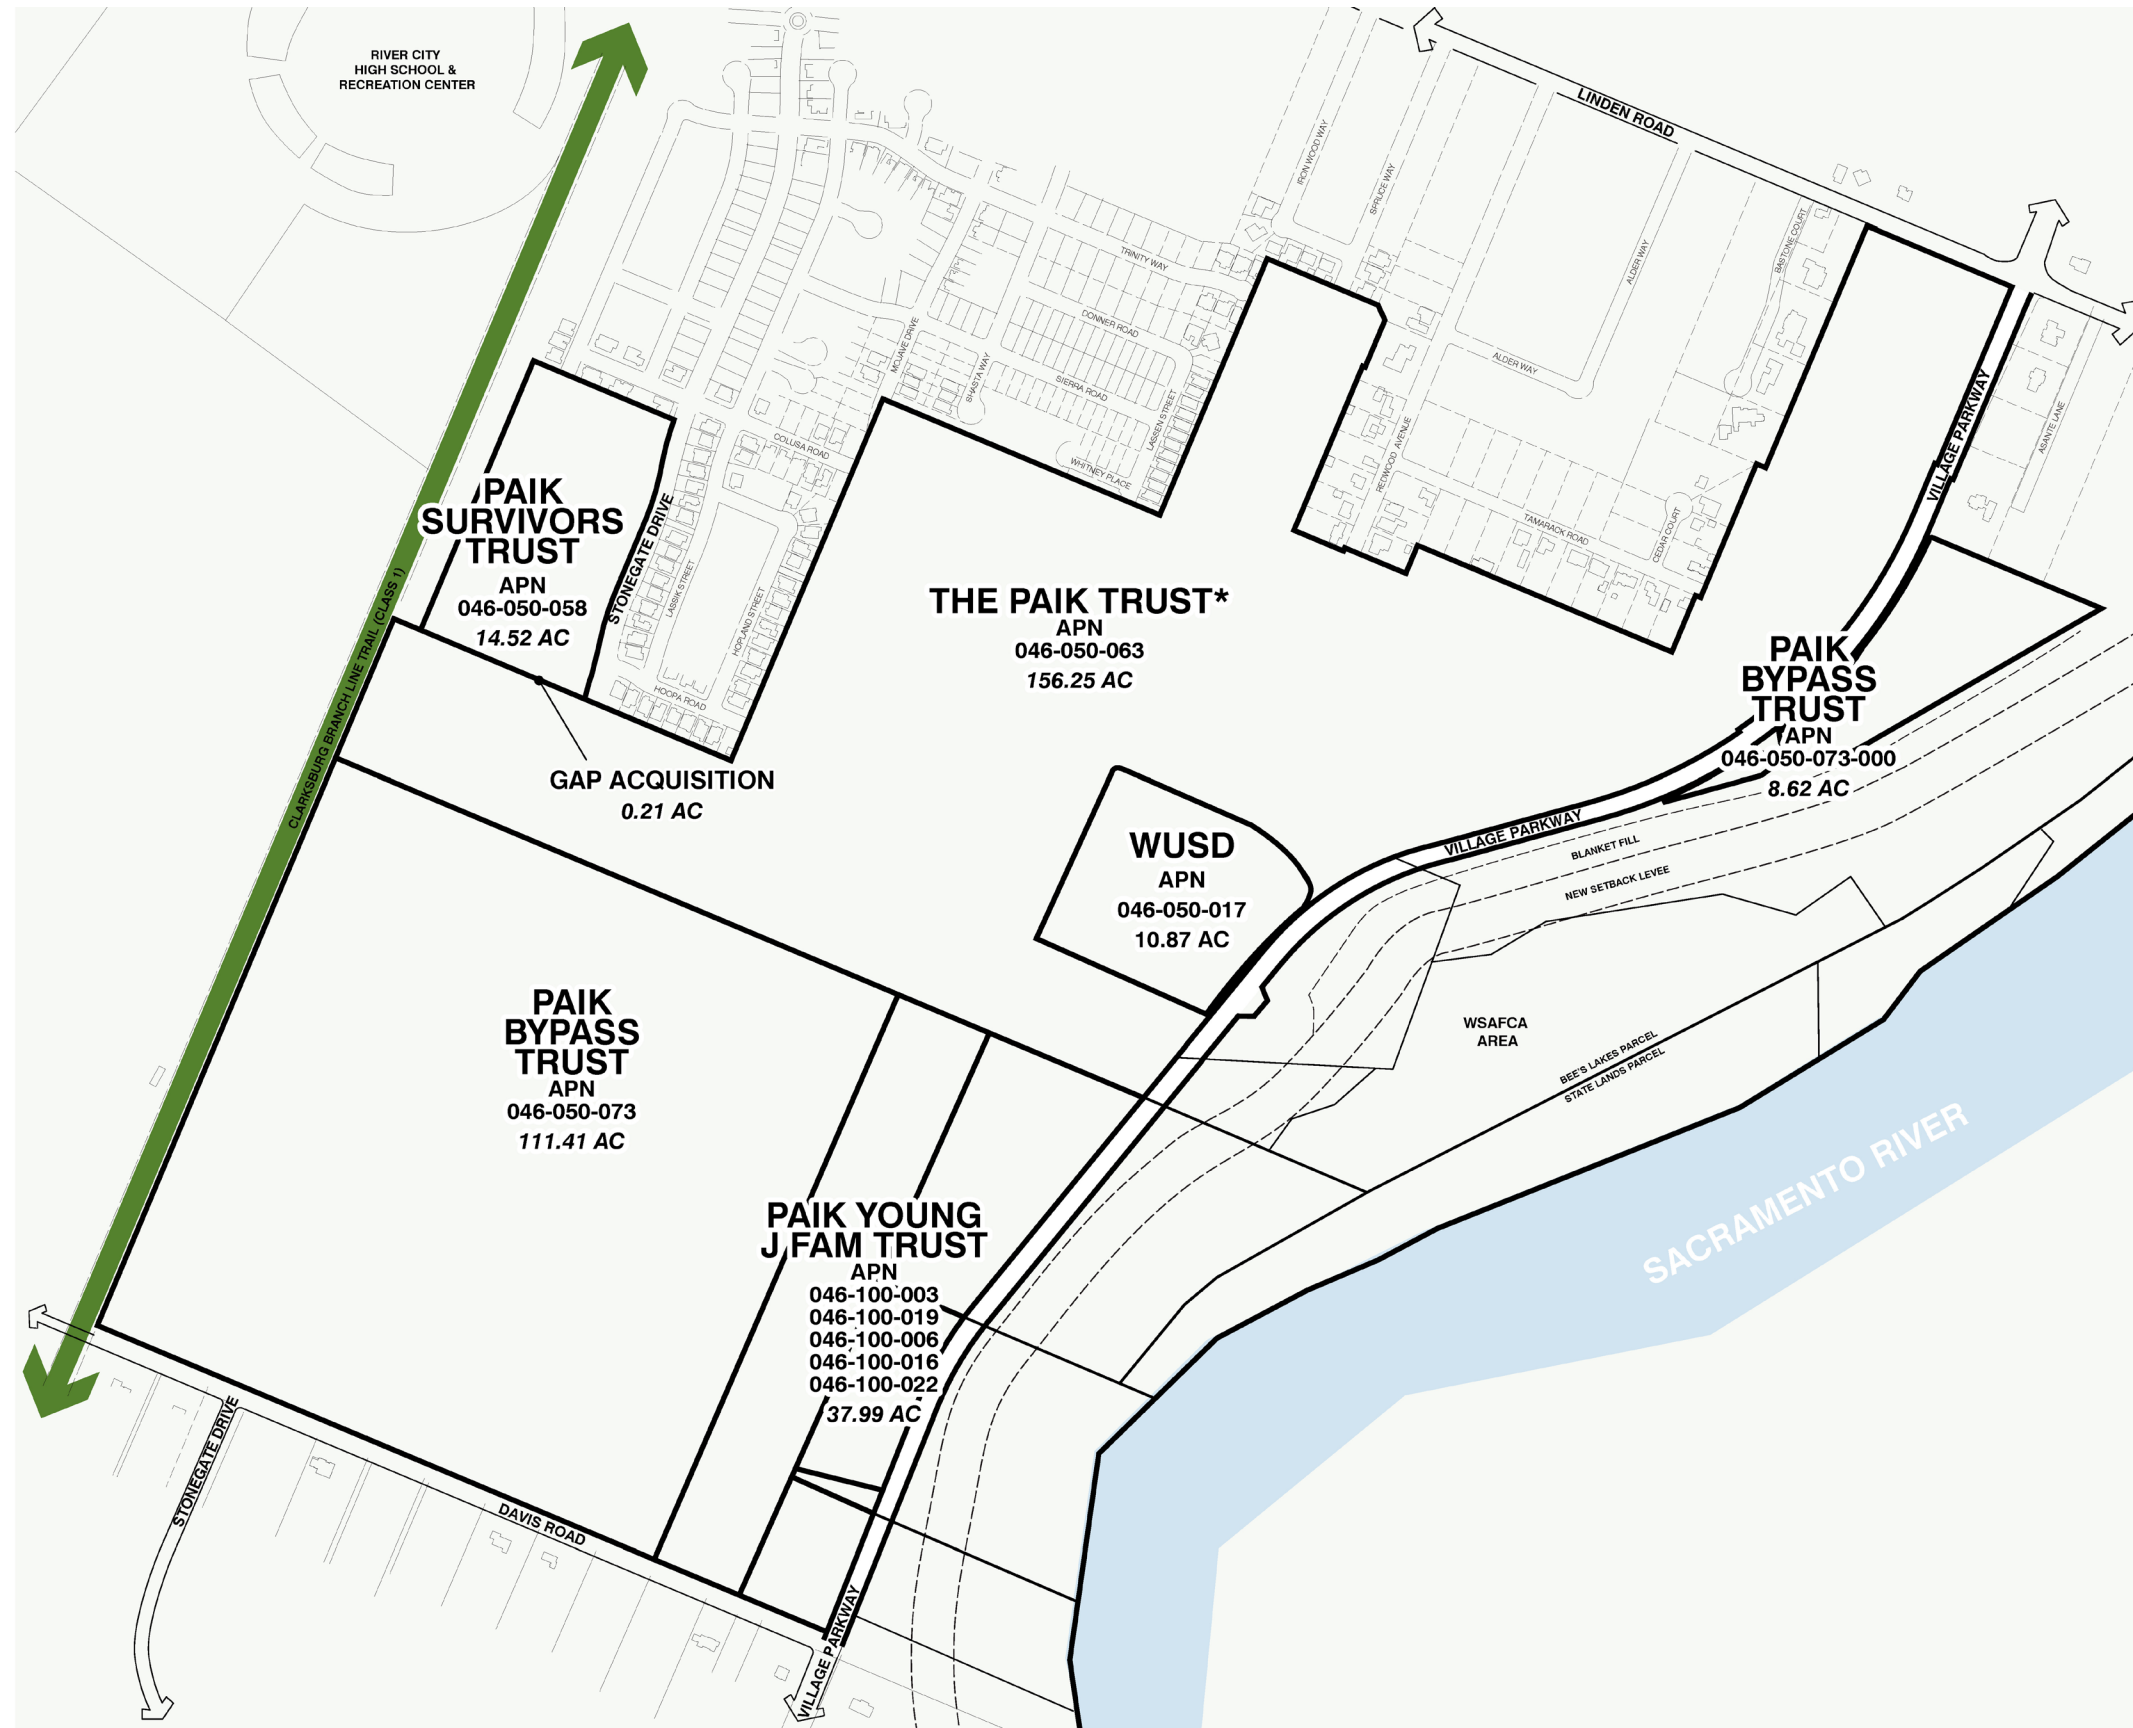 RIVER CITY
HIGH SCHOOL &
RECREATION CENTER
LINDEN ROAD
IRON WOOD WAY
SPRUCE WAY
ALDER WAY
BASTONE COURT
TRINITY WAY
DONNER ROAD
MOJAVE DRIVE
SHASTA WAY
SIERRA ROAD
LASSEN STREET
WHITNEY PLACE
ALDER WAY
REDWOOD AVENUE
VILLAGE PARKWAY
ASANTE LANE
COLUSA ROAD
TAMARACK ROAD
CEDAR COURT
PAIK
SURVIVORS
TRUST
APN
046-050-058
14.52 AC
STONEGATE DRIVE
LASSIK STREET
HOPLAND STREET
HOOPA ROAD
THE PAIK TRUST*
APN
046-050-063
156.25 AC
PAIK
BYPASS
TRUST
APN
046-050-073-000
8.62 AC
CLARKSBURG BRANCH LINE TRAIL (CLASS 1)
GAP ACQUISITION
0.21 AC
WUSD
APN
046-050-017
10.87 AC
VILLAGE PARKWAY
BLANKET FILL
NEW SETBACK LEVEE
WSAFCA
AREA
BEE'S LAKES PARCEL
STATE LANDS PARCEL
SACRAMENTO RIVER
PAIK
BYPASS
TRUST
APN
046-050-073
111.41 AC
PAIK YOUNG
J FAM TRUST
APN
046-100-003
046-100-019
046-100-006
046-100-016
046-100-022
37.99 AC
STONEGATE DRIVE
DAVIS ROAD
VILLAGE PARKWAY